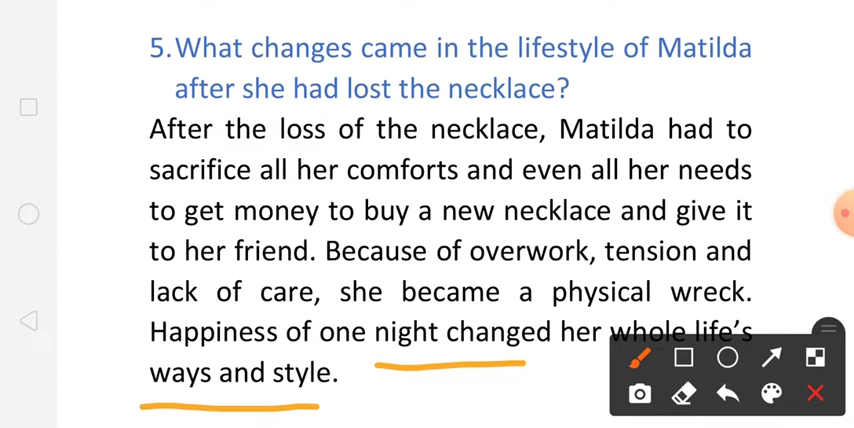 5. What changes came in the lifestyle of Matilda
after she had lost the necklace?
After the loss of the necklace, Matilda had to
sacrifice all her comforts and even all her needs
to get money to buy a new necklace and give it
to her friend. Because of overwork, tension and
lack of care, she became a physical wreck.
Happiness of one night changed her whole life's
ways and style.